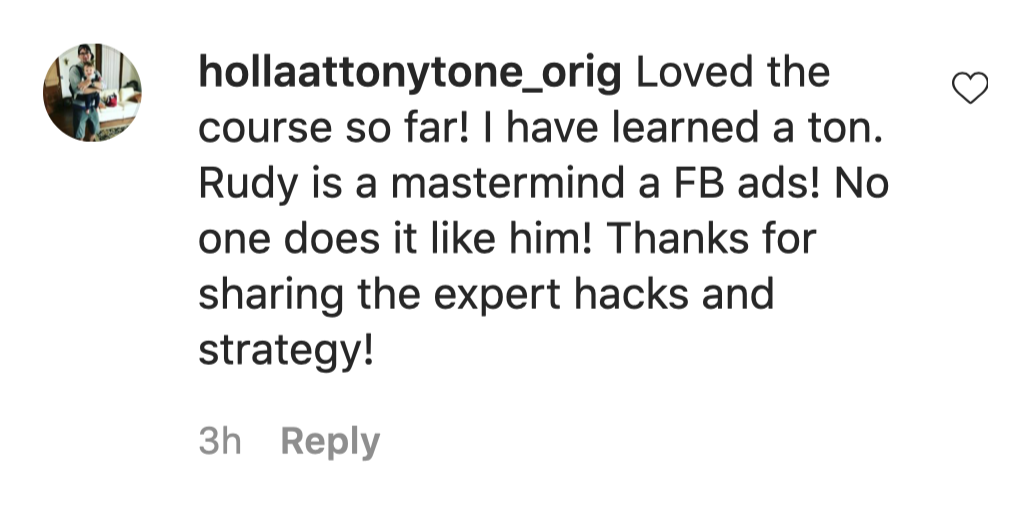 hollaattonytone_orig Loved the
course so far! I have learned a ton.
Rudy is a mastermind a FB ads! No
one does it like him! Thanks for
sharing the expert hacks and
strategy!
3h Reply